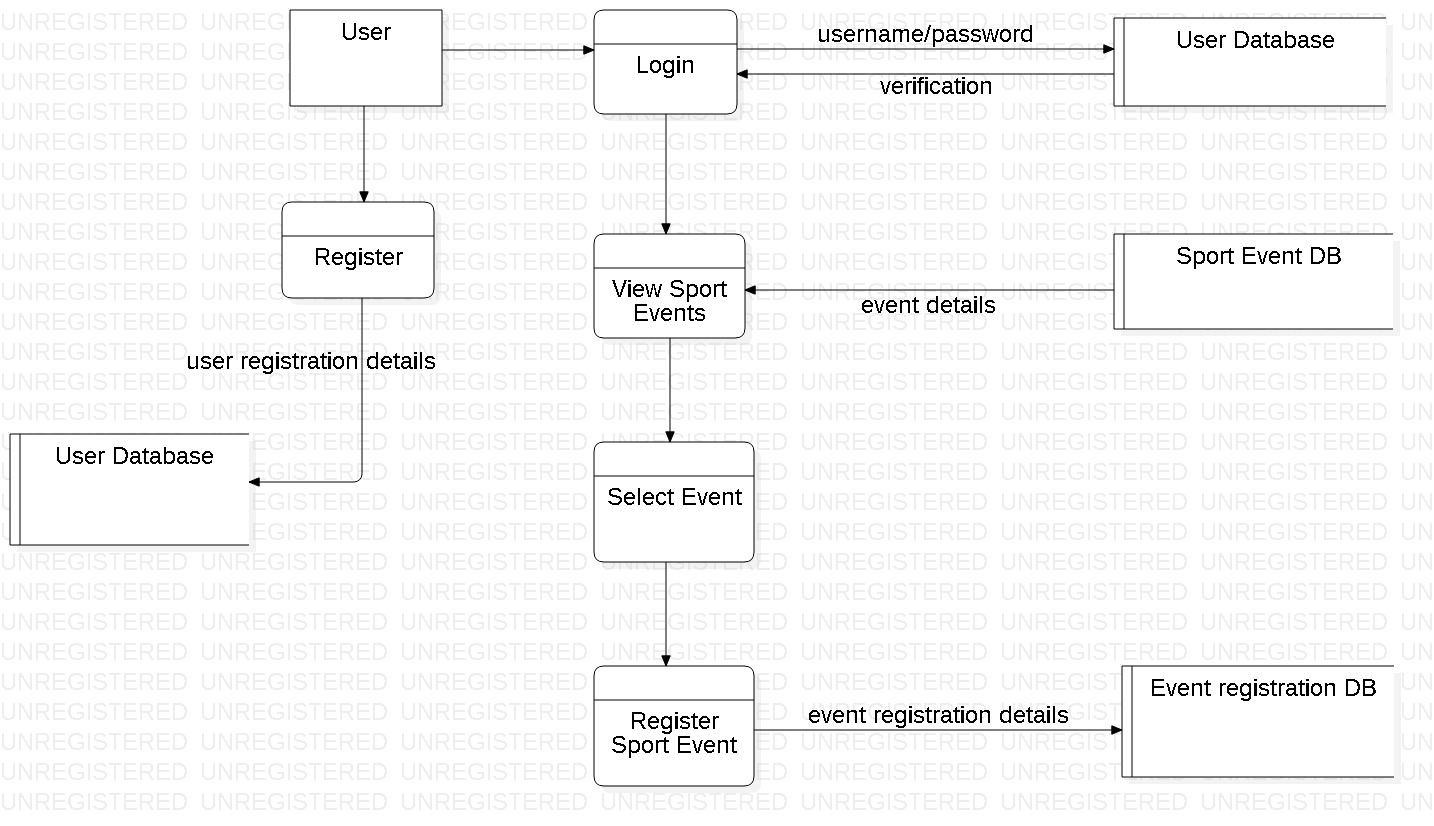 User
Login
username/password
verification
User Database
Register
View Sport
Events
event details
Sport Event DB
user registration details
User Database
Select Event
Register
Sport Event
event registration details
Event registration DB
UNREGISTERED